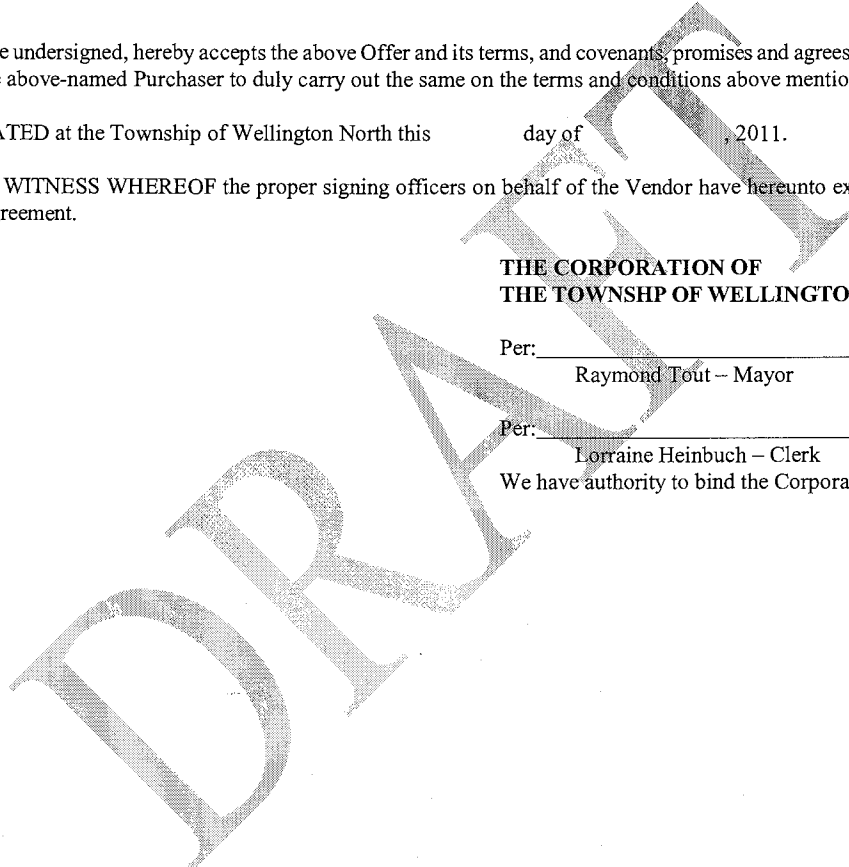 e undersigned, hereby accepts the above Offer and its terms, and covenants, promises and agrees
above-named Purchaser to duly carry out the same on the terms and conditions above mentio
ATED at the Township of Wellington North this day of , 2011.
WITNESS WHEREOF the proper signing officers on behalf of the Vendor have hereunto ex
reement.
THE CORPORATION OF
THE TOWNSHP OF WELLINGTO
Per:
Raymond Tout – Mayor
Per:
Lorraine Heinbuch – Clerk
We have authority to bind the Corpora
DRAFT